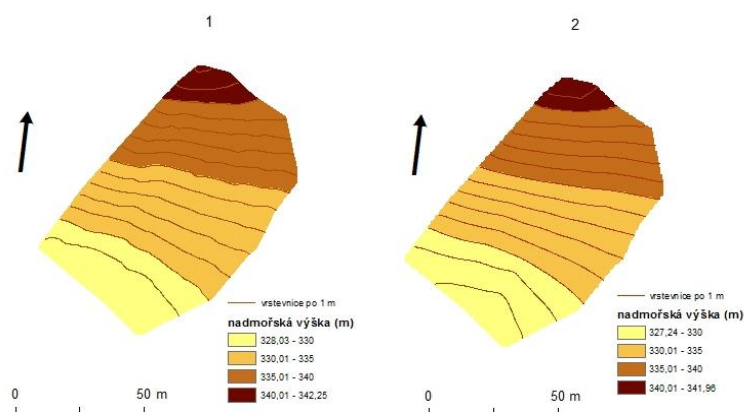 1
vrstevnice po 1 m
nadmořská výška (m)
328,03 - 330
330,01 - 335
335,01 - 340
340,01 - 342,25
0 50 m
2
vrstevnice po 1 m
nadmořská výška (m)
327,24 - 330
330,01 - 335
335,01 - 340
340,01 - 341,96
0 50 m